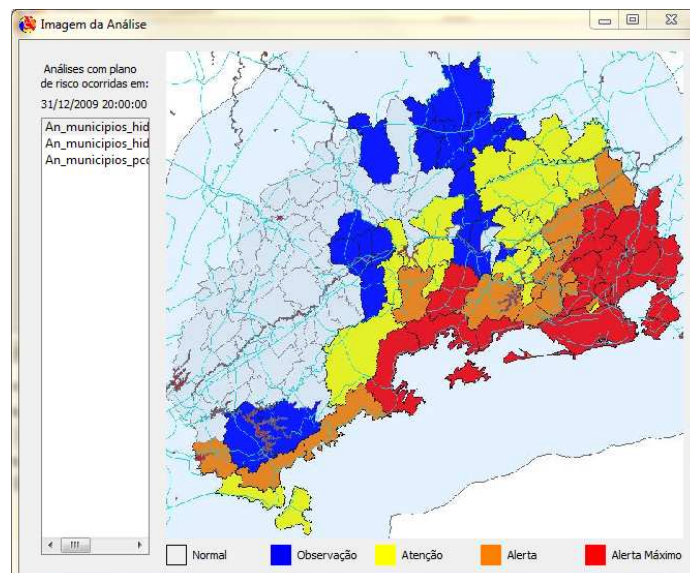 Imagem da Análise
Análises com plano
de risco ocorridas em:
31/12/2009 20:00:00
An_municipios_hid
An_municipios_hid
An_municipios_pcd
Normal
Observação
Atenção
Alerta
Alerta Máximo